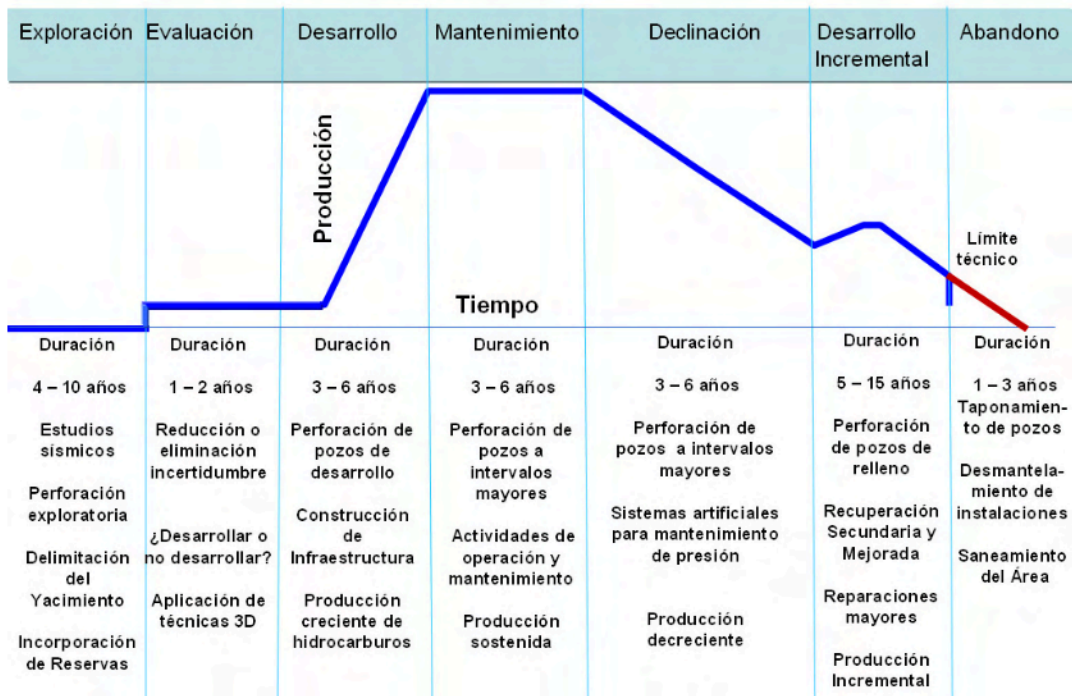 Exploración
Evaluación
Desarrollo
Mantenimiento
Declinación
Desarrollo
Incremental
Abandono
Producción
Tiempo
Límite
técnico
Duración
4 – 10 años
Estudios
sísmicos
Perforación
exploratoria
Delimitación
del
Yacimiento
Incorporación
de Reservas
Duración
1 – 2 años
Reducción o
eliminación
incertidumbre
¿Desarrollar o
no desarrollar?
Aplicación de
técnicas 3D
Duración
3 – 6 años
Perforación de
pozos de
desarrollo
Construcción
de
Infraestructura
Producción
creciente de
hidrocarburos
Duración
3 – 6 años
Perforación de
pozos a
intervalos
mayores
Actividades de
operación y
mantenimiento
Producción
sostenida
Duración
3 – 6 años
Perforación de
pozos a intervalos
mayores
Sistemas artificiales
para mantenimiento
de presión
Producción
decreciente
Duración
5 – 15 años
Perforación
de pozos de
relleno
Recuperación
Secundaria y
Mejorada
Reparaciones
mayores
Producción
Incremental
Duración
1 – 3 años
Taponamien-
to de pozos
Desmantela-
miento de
instalaciones
Saneamiento
del Área